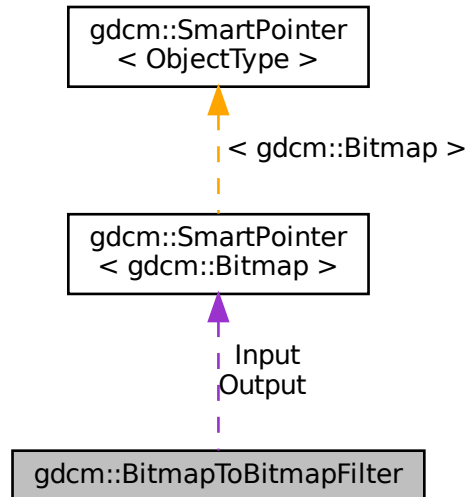 gdcm::SmartPointer
< ObjectType >
< gdcm::Bitmap >
gdcm::SmartPointer
< gdcm::Bitmap >
Input
Output
gdcm::BitmapToBitmapFilter